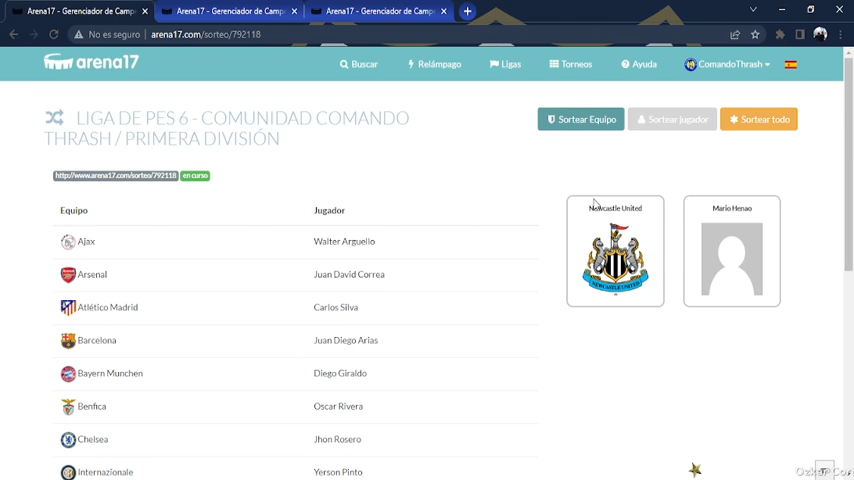 Arena17 - Gerenciador de Campe
Arena17 - Gerenciador de Campe
Arena17 - Gerenciador de Campe
No es seguro
arena17.com/sorteo/792118
arena17
Buscar
Relámpago
Ligas
Torneos
Ayuda
ComandoThrash
LIGA DE PES 6 - COMUNIDAD COMANDO
THRASH / PRIMERA DIVISIÓN
Sortear Equipo
Sortear jugador
Sortear todo
http://www.arena17.com/sorteo/792118 en curso
Equipo Jugador
Newcastle United
Mario Henao
Ajax Walter Arguello
NEWCASTLE UNITED
Arsenal Juan David Correa
Atlético Madrid Carlos Silva
Barcelona Juan Diego Arias
Bayern Munchen Diego Giraldo
Benfica Oscar Rivera
Chelsea Jhon Rosero
Internazionale Yerson Pinto